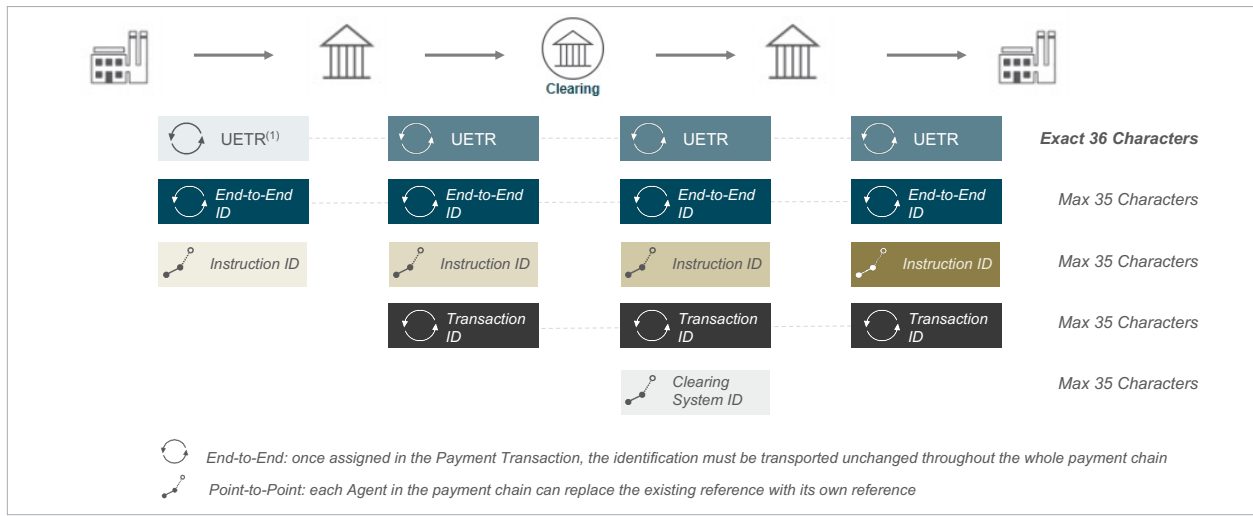 Clearing
UETR(1) UETR UETR UETR Exact 36 Characters
End-to-End End-to-End End-to-End End-to-End Max 35 Characters
ID ID ID ID
Instruction ID Instruction ID Instruction ID Instruction ID Max 35 Characters
Transaction Transaction Transaction Max 35 Characters
ID ID ID
Clearing Max 35 Characters
System ID
End-to-End: once assigned in the Payment Transaction, the identification must be transported unchanged throughout the whole payment chain
Point-to-Point: each Agent in the payment chain can replace the existing reference with its own reference